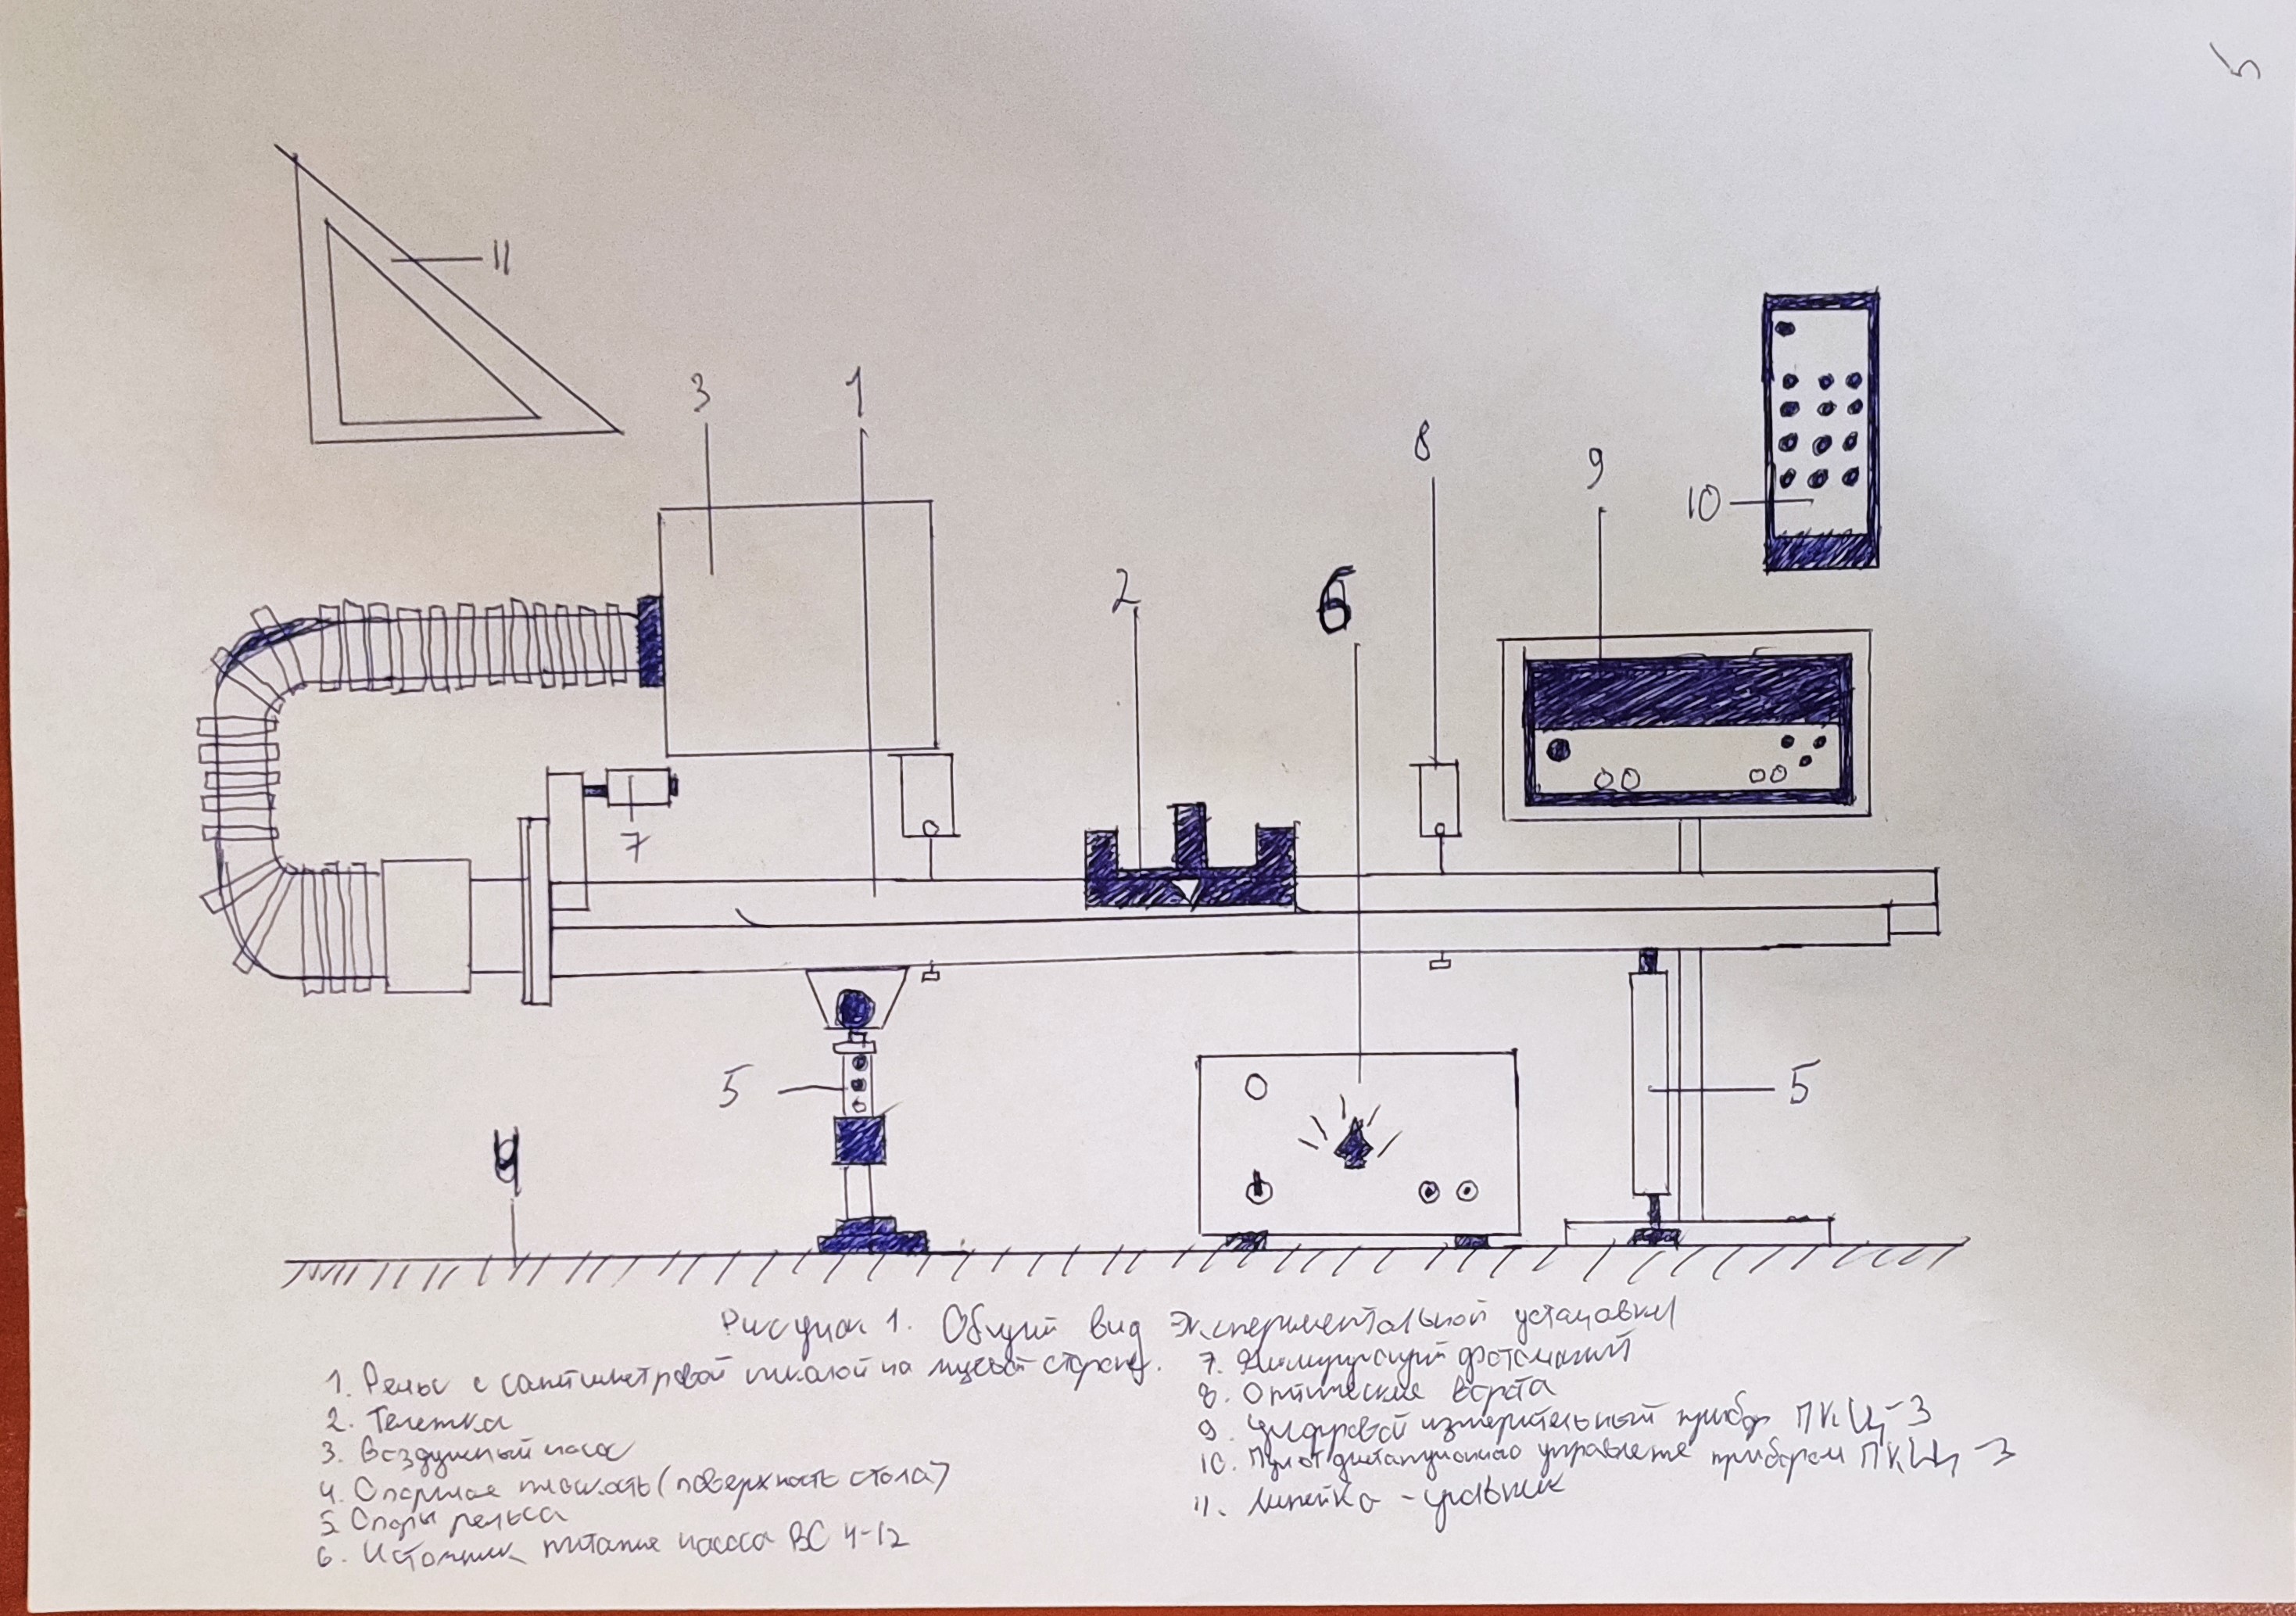 5
11
3
1
8
9
10
2
6
7
5
5
4
Рисунок 1. Общий вид экспериментальной установки
1. Рельс с сантиметровой шкалой на лицевой стороне.
2. Тележка
3. Воздушный насос
4. Опорная плоскость (поверхность стола)
5. Опоры рельса
6. Источник питания насоса ВС 4-12
7. фотомагнит
8. Оптические ворота
9. Цифровой измерительный прибор ПКЦ-3
10. Пульт дистанционного управления прибором ПКЦ-3
11. Линейка - угольник